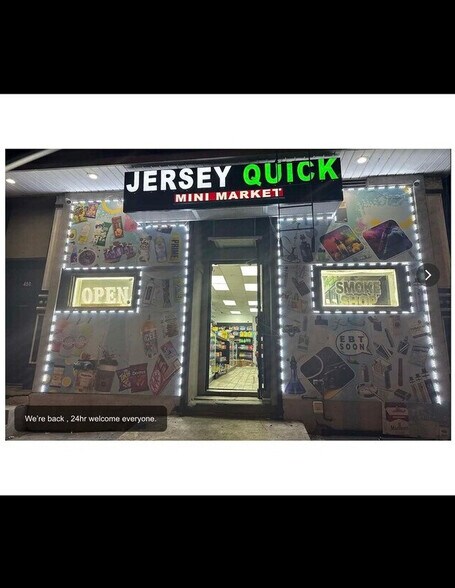 JERSEY QUICK
MINI MARKET
OPEN
SMOKE
SHOP
EBT
SOON
We're back , 24hr welcome everyone.